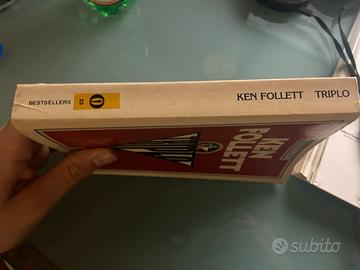 BESTSELLERS
23
KEN FOLLETT TRIPLO
KEN
FOLLETT
subito